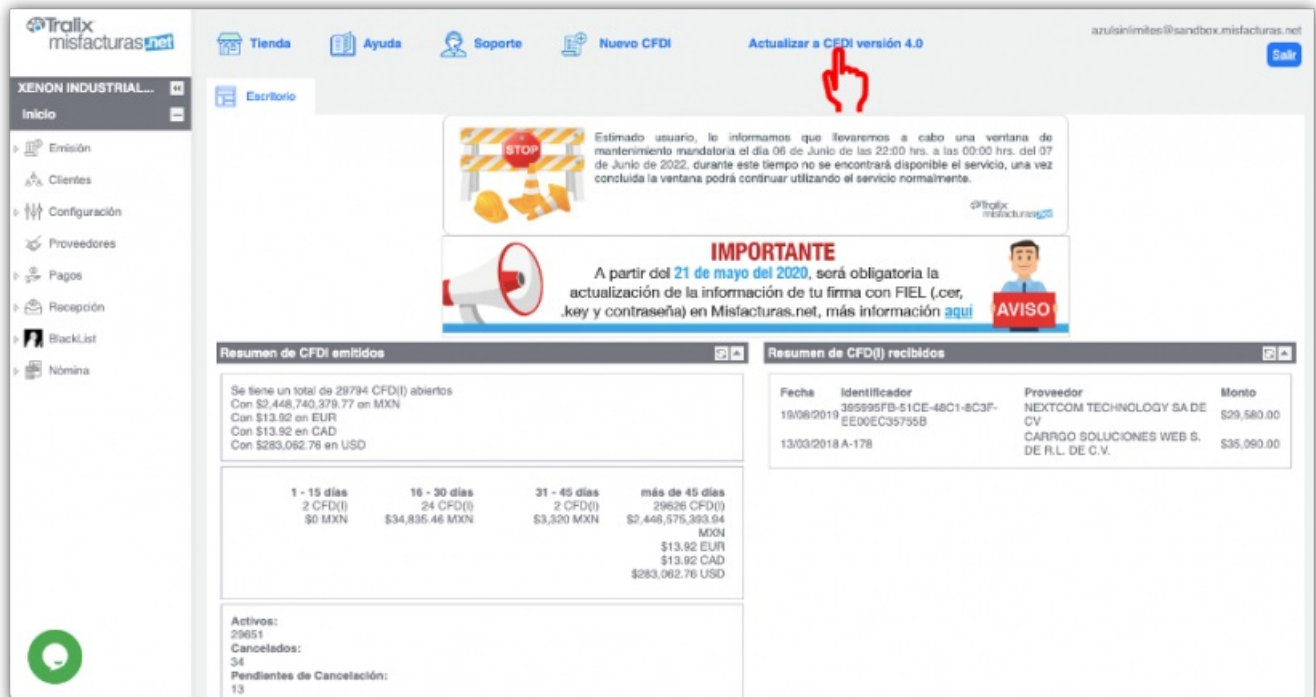 Tralix
misfacturas.net
Tienda
Ayuda
Soporte
Nuevo CFDI
Actualizar a CFDI versión 4.0
azulsinlimites@sandbox.misfacturas.net
Salir
XENON INDUSTRIAL...
Inicio
Emisión
Clientes
Configuración
Proveedores
Pagos
Recepción
BlackList
Nómina
Escritorio
STOP
Estimado usuario, le informamos que llevaremos a cabo una ventana de
mantenimiento mandatoria el día 06 de Junio de las 22:00 hrs. a las 00:00 hrs. del 07
de Junio de 2022, durante este tiempo no se encontrará disponible el servicio, una vez
concluida la ventana podrá continuar utilizando el servicio normalmente.
Tralix
misfacturas.net
IMPORTANTE
A partir del 21 de mayo del 2020, será obligatoria la
actualización de la información de tu firma con FIEL (.cer,
.key y contraseña) en Misfacturas.net, más información aquí
AVISO
Resumen de CFDI emitidos
Se tiene un total de 29794 CFD(I) abiertos
Con $2,448,740,379.77 en MXN
Con $13.92 en EUR
Con $13.92 en CAD
Con $283,062.76 en USD
1 - 15 días 16 - 30 días 31 - 45 días más de 45 días
2 CFD(I) 24 CFD(I) 2 CFD(I) 29626 CFD(I)
$0 MXN $34,835.46 MXN $3,320 MXN $2,446,575,393.94
MXN
$13.92 EUR
$13.92 CAD
$283,062.76 USD
Activos:
29651
Cancelados:
34
Pendientes de Cancelación:
13
Resumen de CFD(I) recibidos
Fecha Identificador Proveedor Monto
19/08/2019 395995FB-51CE-48C1-8C3F- NEXTCOM TECHNOLOGY SA DE $29,580.00
EE00EC35755B CV
13/03/2018 A-178 CARRGO SOLUCIONES WEB S. $35,090.00
DE R.L. DE C.V.